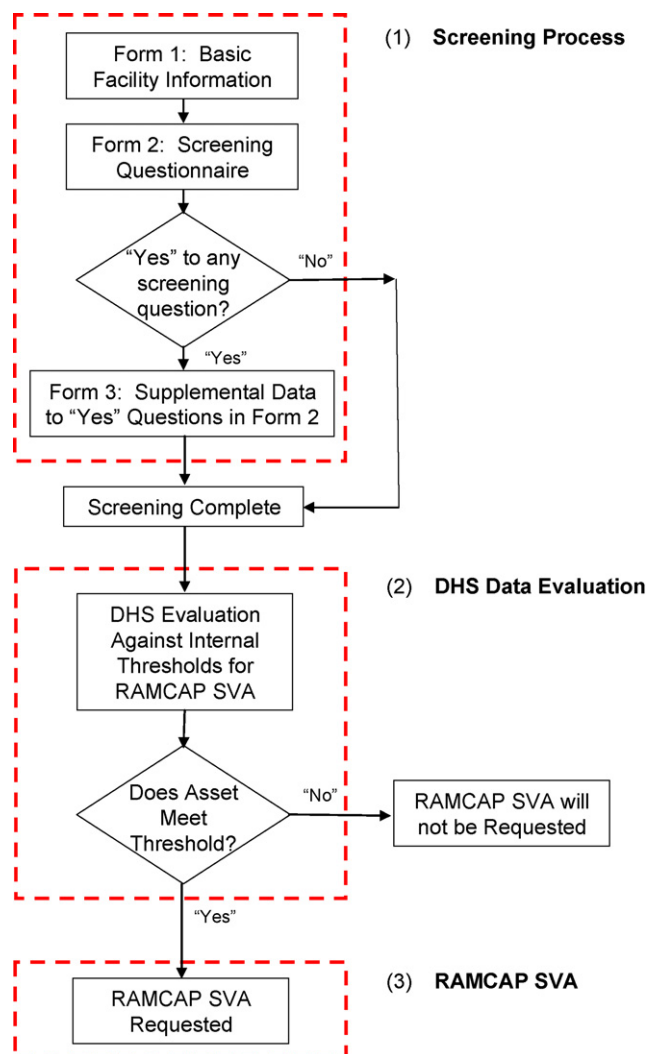 (1) Screening Process
Form 1: Basic
Facility Information
Form 2: Screening
Questionnaire
“Yes” to any
screening
question?
“No”
“Yes”
Form 3: Supplemental Data
to “Yes” Questions in Form 2
Screening Complete
(2) DHS Data Evaluation
DHS Evaluation
Against Internal
Thresholds for
RAMCAP SVA
Does Asset
Meet
Threshold?
“No”
RAMCAP SVA will
not be Requested
“Yes”
(3) RAMCAP SVA
RAMCAP SVA
Requested